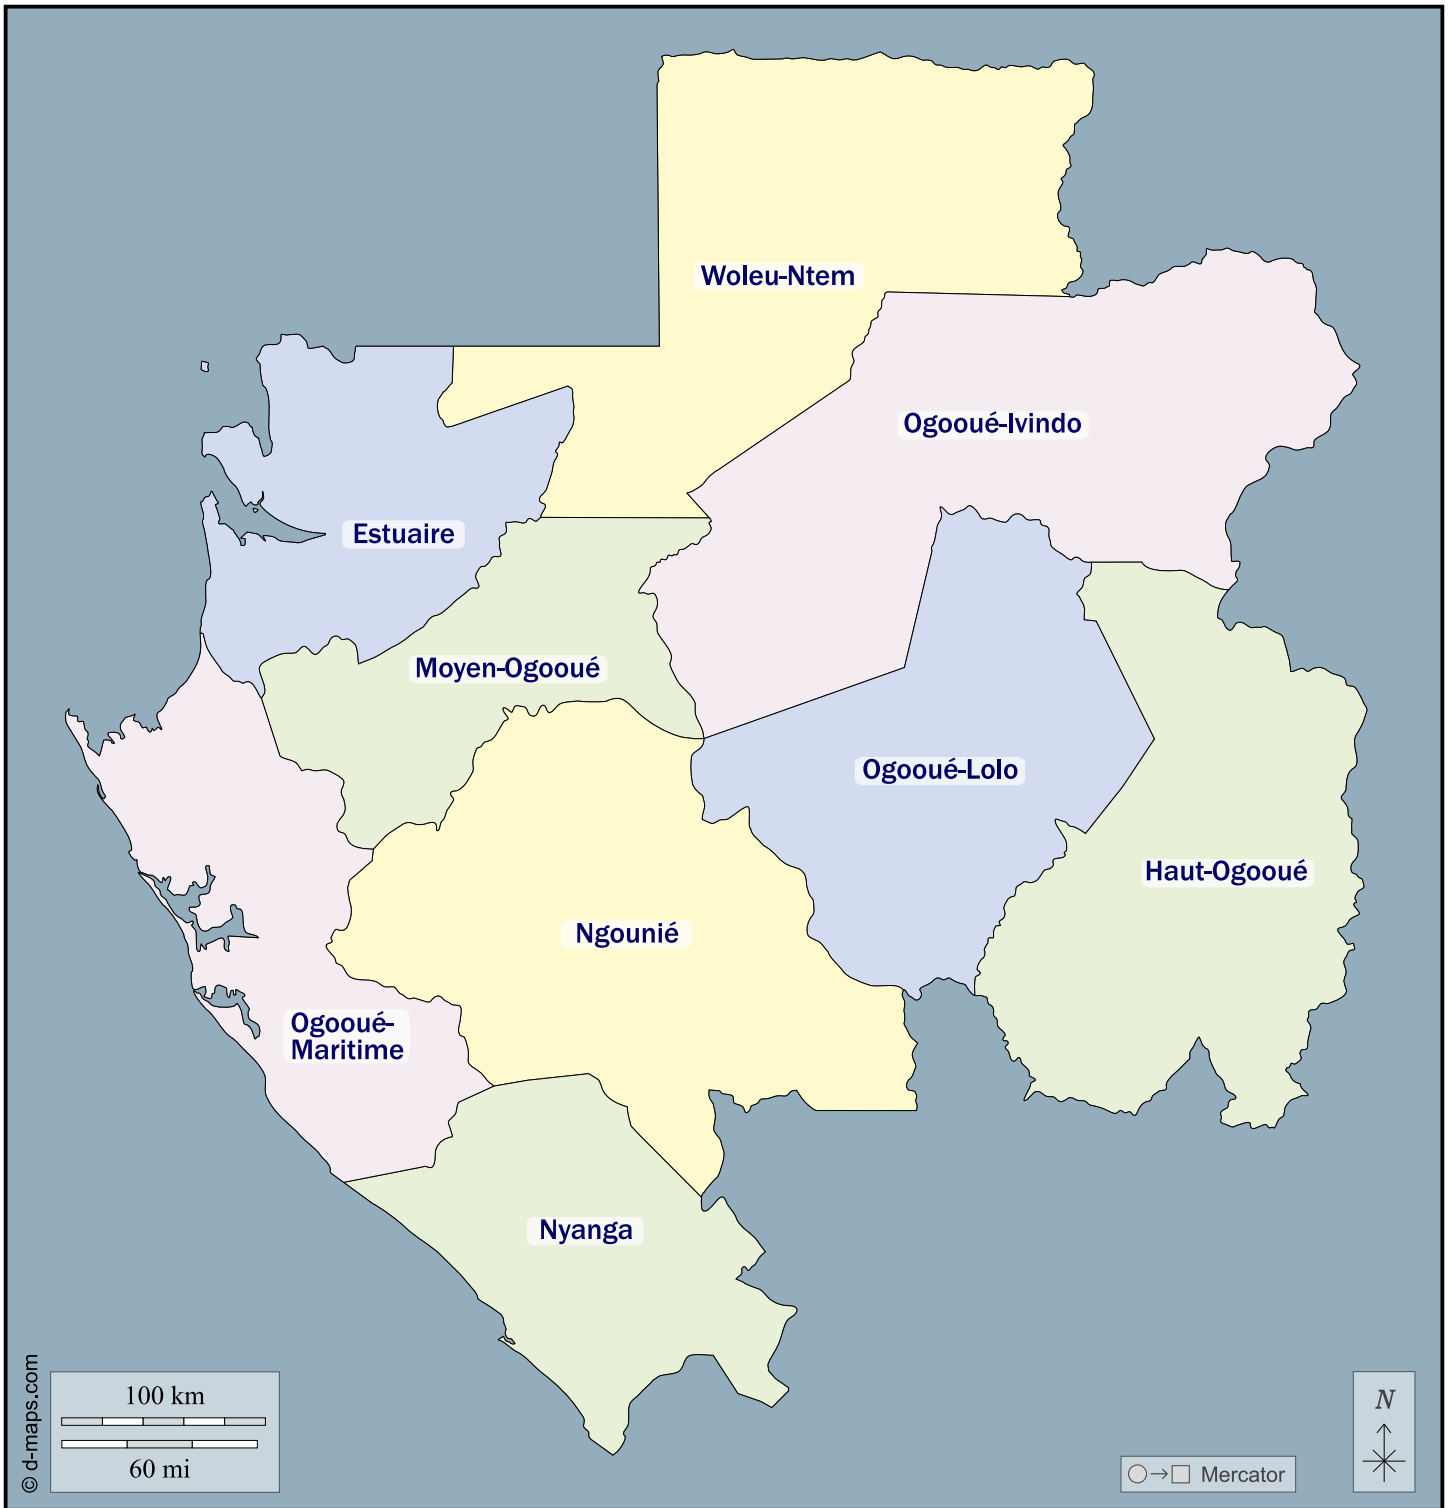 Woleu-Ntem
Ogooué-Ivindo
Estuaire
Moyen-Ogooué
Ogooué-Lolo
Haut-Ogooué
Ngounié
Ogooué-
Maritime
Nyanga
© d-maps.com
100 km
60 mi
Mercator
N